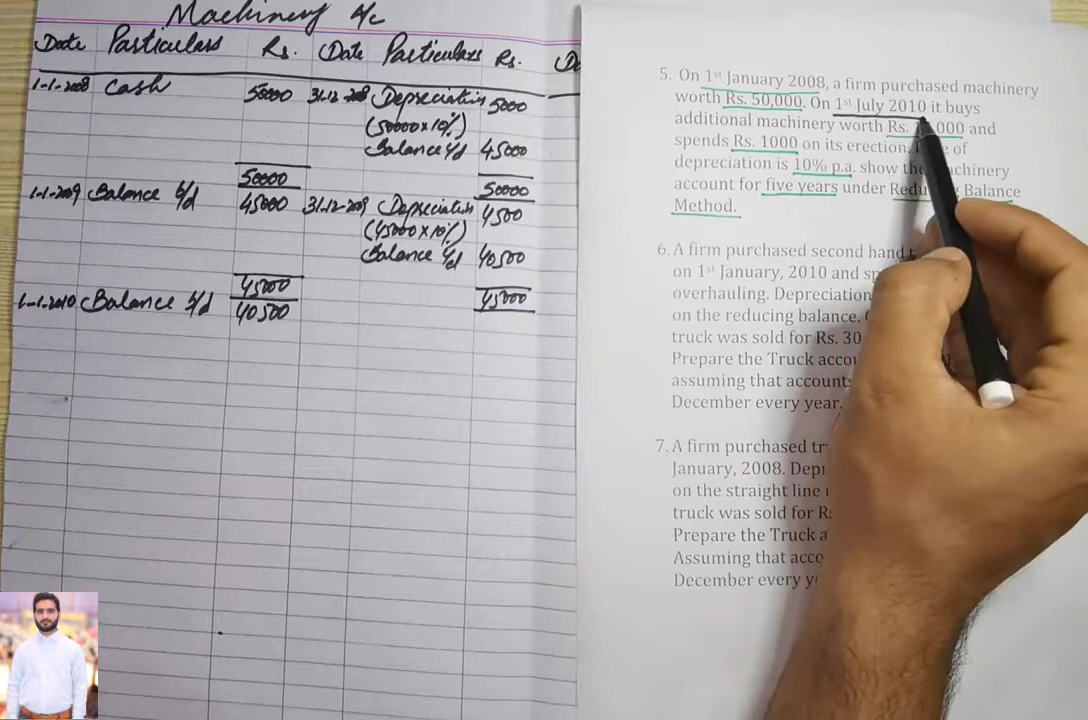 Machinery A/c
Date Particulars Rs. Date Particulars Rs.
1-1-2008 Cash 50000 31-12-2008 Depreciation 5000
(50000x10%)
Balance c/d 45000
50000 50000
1-1-2009 Balance b/d 45000 31-12-2009 Depreciation 4500
(45000x10%)
Balance c/d 40500
45000 45000
1-1-2010 Balance b/d 40500
5. On 1st January 2008, a firm purchased machinery
worth Rs. 50,000. On 1st July 2010 it buys
additional machinery worth Rs. 000 and
spends Rs. 1000 on its erection. of
depreciation is 10% p.a. show the machinery
account for five years under Balance
Method.
6. A firm purchased second hand
on 1st January, 2010 and
overhauling. Depreciation
on the reducing balance.
truck was sold for Rs. 30
Prepare the Truck
assuming that
December every year.
7. A firm purchased
January, 2008.
on the straight line
truck was sold for
Prepare the Truck
Assuming that
December every